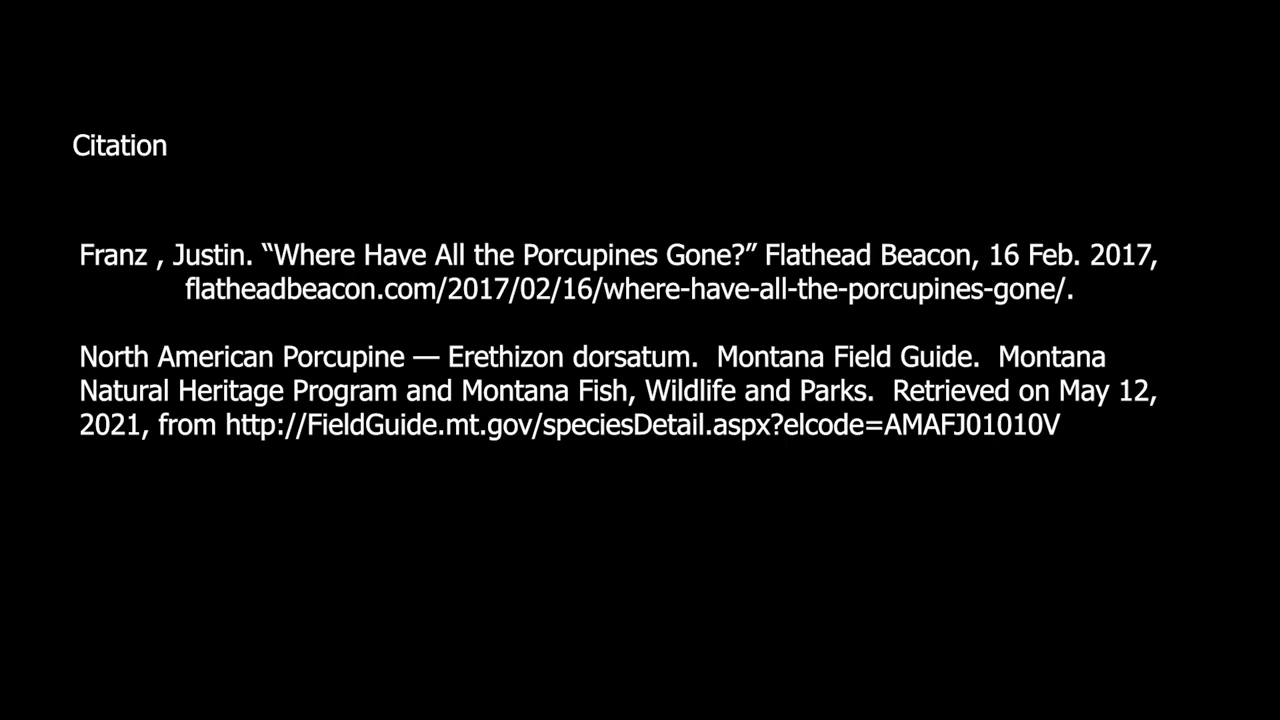 Citation
Franz , Justin. “Where Have All the Porcupines Gone?” Flathead Beacon, 16 Feb. 2017,
flatheadbeacon.com/2017/02/16/where-have-all-the-porcupines-gone/.
North American Porcupine — Erethizon dorsatum.  Montana Field Guide.  Montana
Natural Heritage Program and Montana Fish, Wildlife and Parks.  Retrieved on May 12,
2021, from http://FieldGuide.mt.gov/speciesDetail.aspx?elcode=AMAFJ01010V